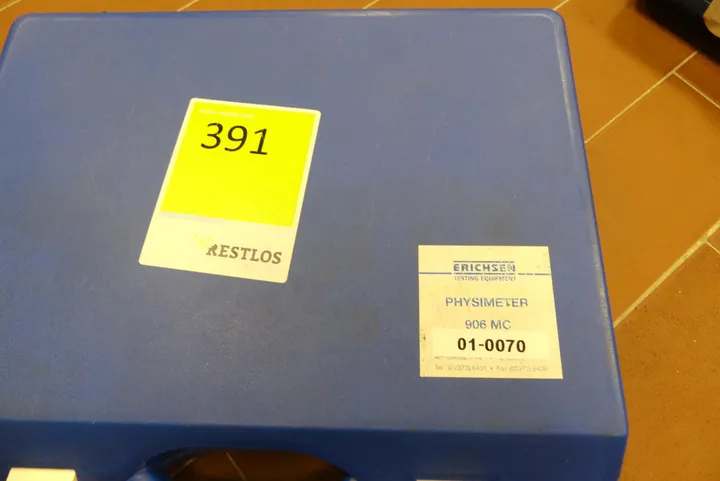 391
RESTLOS
ERICHSEN
TESTING EQUIPMENT
PHYSIMETER
906 MC
01-0070